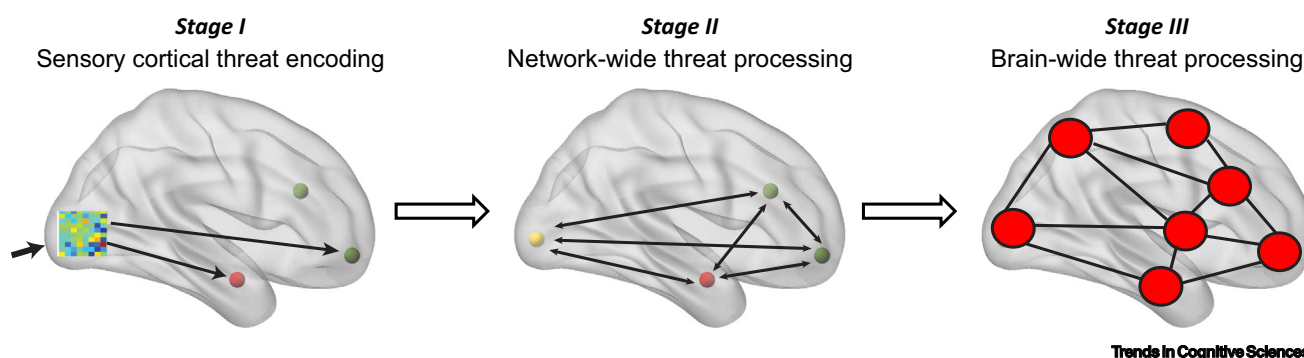 Stage I
Sensory cortical threat encoding
Stage II
Network-wide threat processing
Stage III
Brain-wide threat processing
Trends in Cognitive Sciences